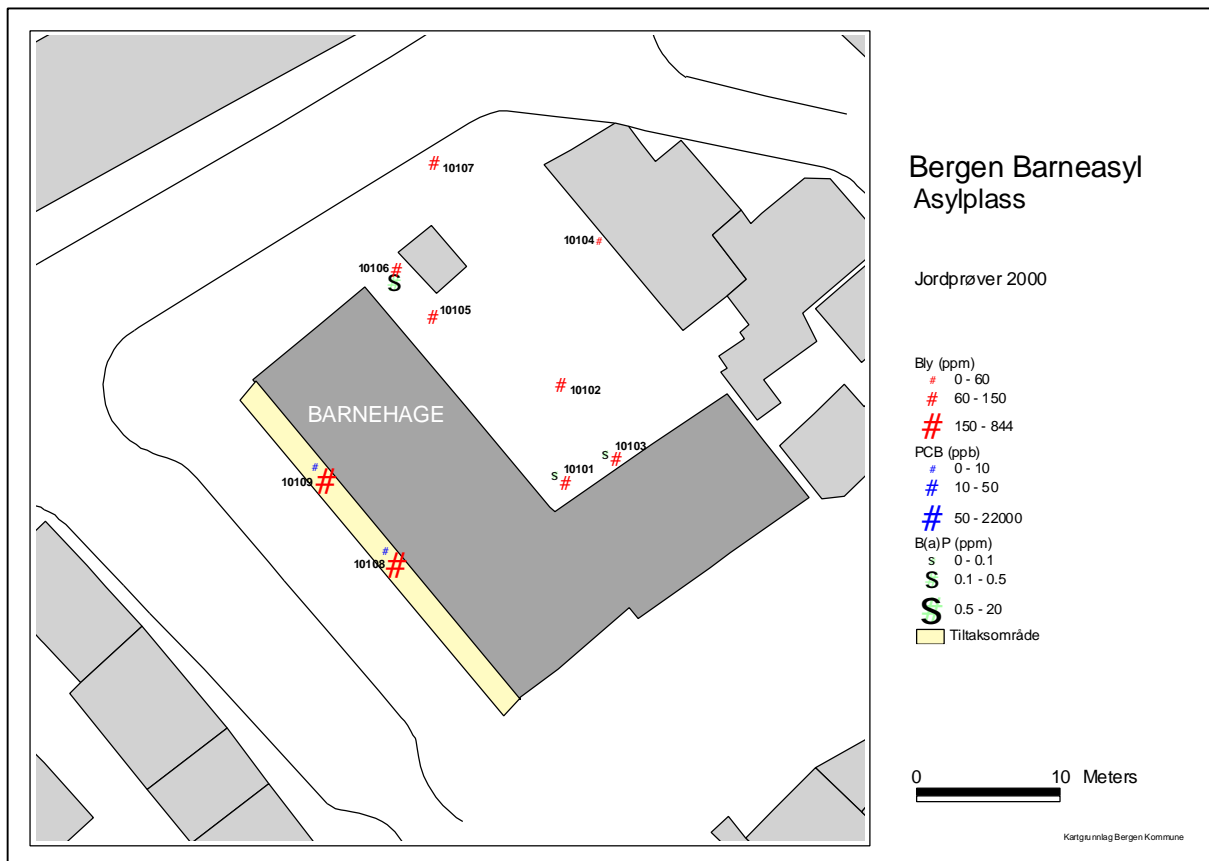 Bergen Barneasyl
Asylplass
Jordprøver 2000
Bly (ppm)
# 0 - 60
# 60 - 150
# 150 - 844
PCB (ppb)
# 0 - 10
# 10 - 50
# 50 - 22000
B(a)P (ppm)
s 0 - 0.1
s 0.1 - 0.5
s 0.5 - 20
Tiltaksområde
0 10 Meters
Kartgrunnlag Bergen Kommune
# 10107
10104 #
10106 #
s
# 10105
# 10102
BARNEHAGE
s 10103
#
s 10101
#
#
10109 #
#
10108 #